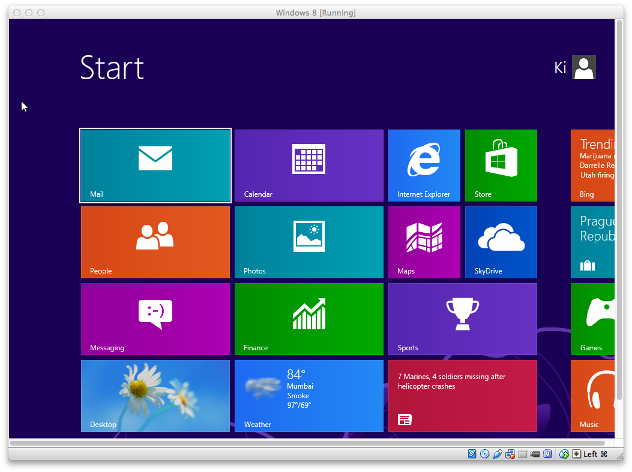 Windows 8 [Running]
Start
Ki
Mail
Calendar
Internet Explorer
Store
Trendin
Marijuana r
Darrelle Re
Utah firing
Bing
People
Photos
Maps
SkyDrive
Prague
Republ
:-)
Messaging
Finance
Sports
Games
Desktop
84°
Mumbai
Smoke
97°/69°
Weather
7 Marines, 4 soldiers missing after
helicopter crashes
Music
Left ⌘